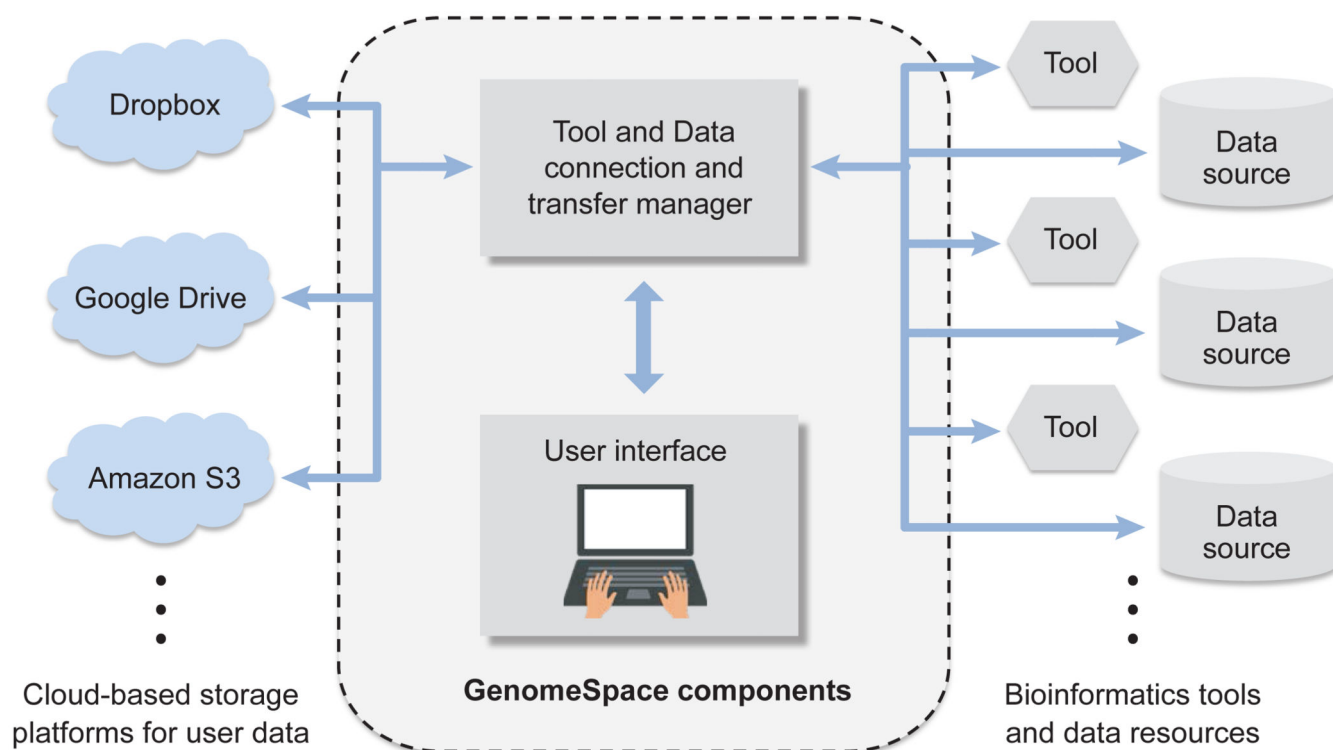 Dropbox
Google Drive
Amazon S3
Cloud-based storage
platforms for user data
Tool and Data
connection and
transfer manager
User interface
GenomeSpace components
Tool
Data
source
Tool
Data
source
Tool
Data
source
Bioinformatics tools
and data resources